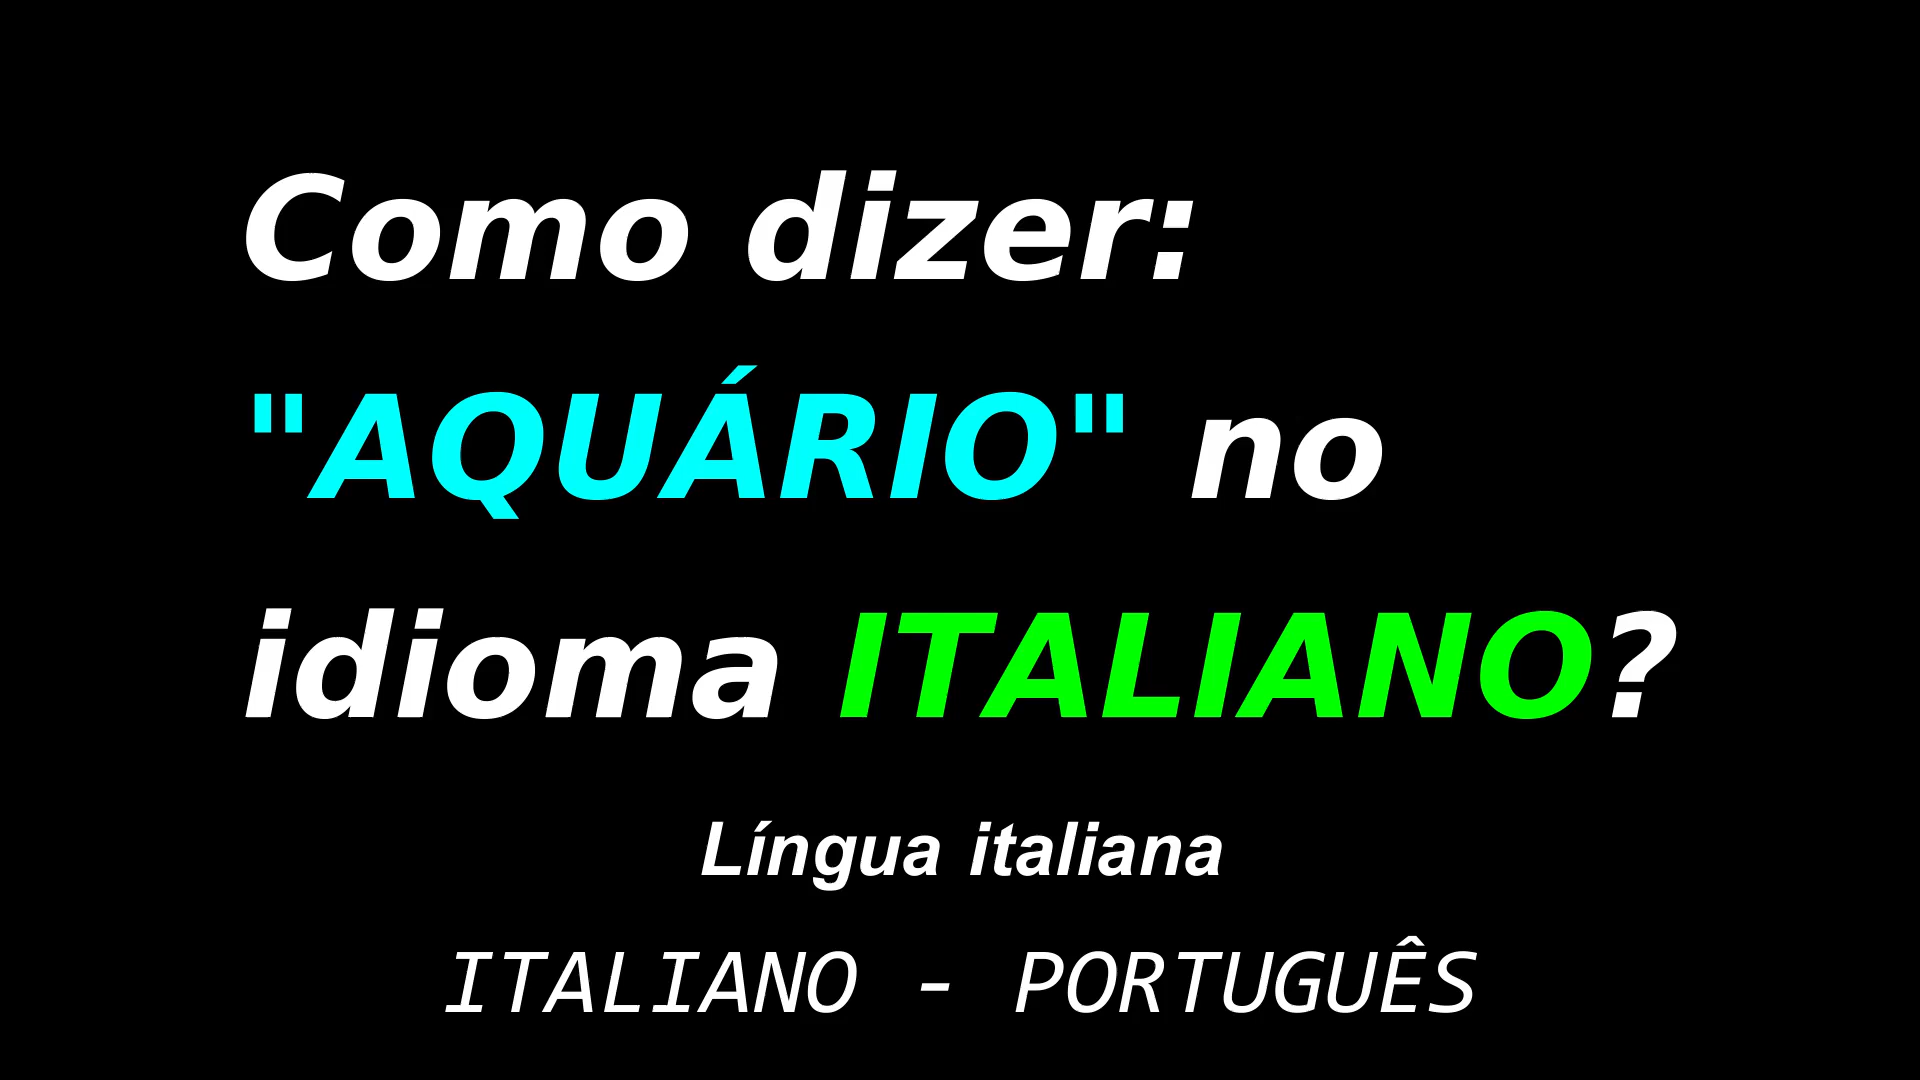 Como dizer:
"AQUÁRIO" no
idioma ITALIANO?
Língua italiana
ITALIANO - PORTUGUÊS